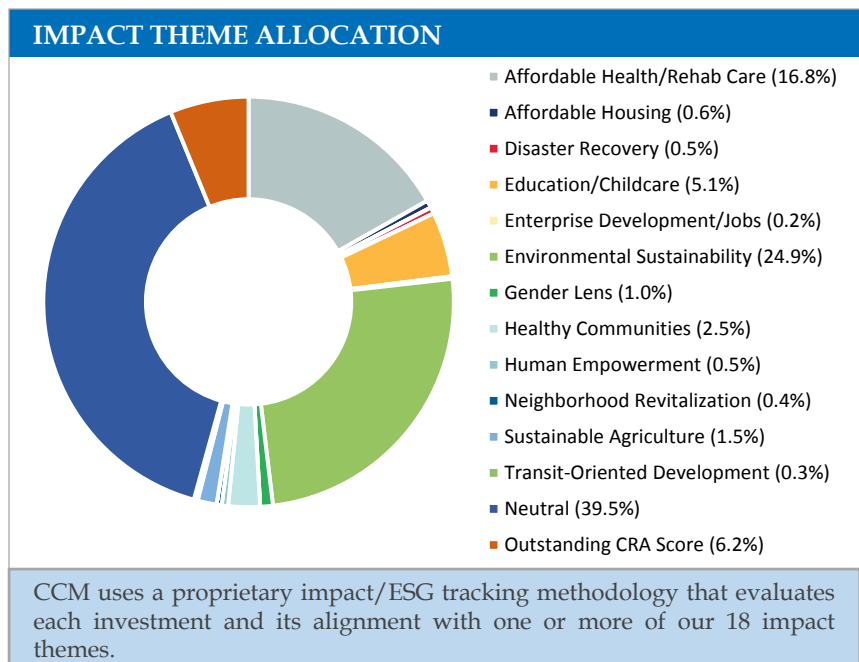 IMPACT THEME ALLOCATION
Affordable Health/Rehab Care (16.8%)
Affordable Housing (0.6%)
Disaster Recovery (0.5%)
Education/Childcare (5.1%)
Enterprise Development/Jobs (0.2%)
Environmental Sustainability (24.9%)
Gender Lens (1.0%)
Healthy Communities (2.5%)
Human Empowerment (0.5%)
Neighborhood Revitalization (0.4%)
Sustainable Agriculture (1.5%)
Transit-Oriented Development (0.3%)
Neutral (39.5%)
Outstanding CRA Score (6.2%)
CCM uses a proprietary impact/ESG tracking methodology that evaluates
each investment and its alignment with one or more of our 18 impact
themes.